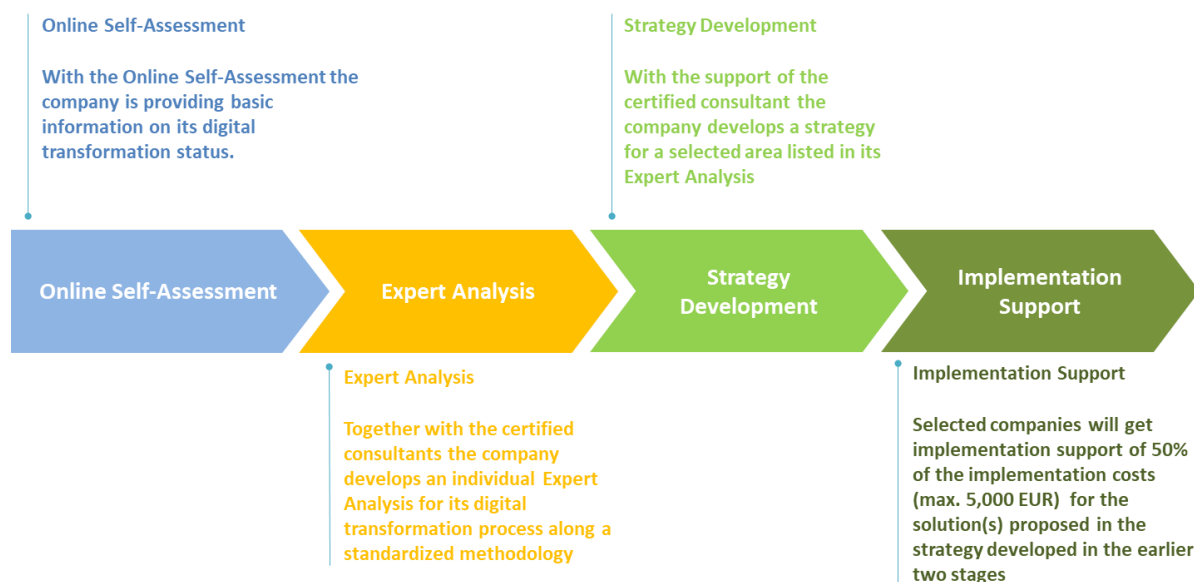 Online Self-Assessment
With the Online Self-Assessment the
company is providing basic
information on its digital
transformation status.
Strategy Development
With the support of the
certified consultant the
company develops a strategy
for a selected area listed in its
Expert Analysis
Online Self-Assessment
Expert Analysis
Strategy
Development
Implementation
Support
Expert Analysis
Together with the certified
consultants the company
develops an individual Expert
Analysis for its digital
transformation process along a
standardized methodology
Implementation Support
Selected companies will get
implementation support of 50%
of the implementation costs
(max. 5,000 EUR) for the
solution(s) proposed in the
strategy developed in the earlier
two stages